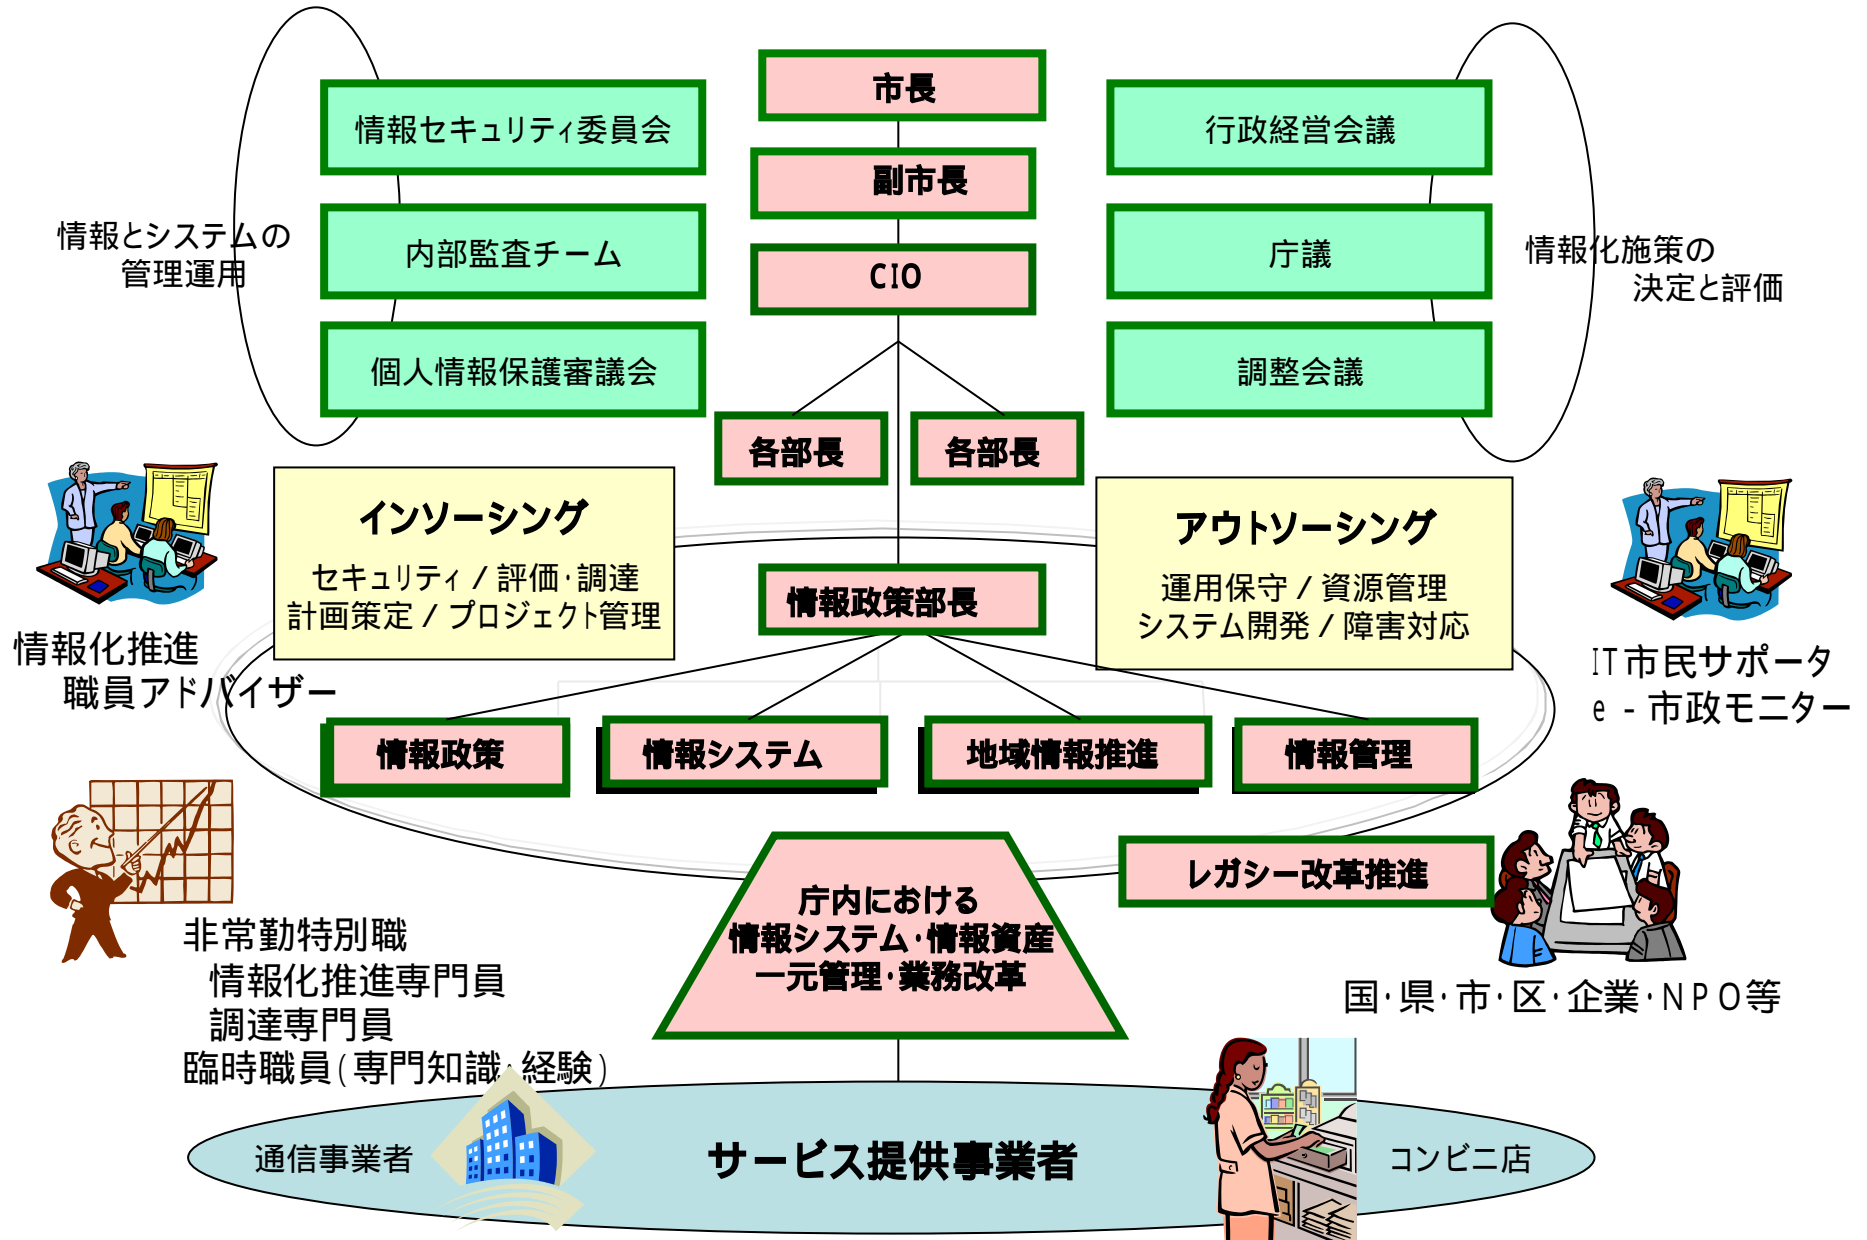 市長
副市長
CIO
情報セキュリティ委員会
内部監査チーム
個人情報保護審議会
情報とシステムの
管理運用
行政経営会議
庁議
調整会議
情報化施策の
決定と評価
各部長
各部長
インソーシング
セキュリティ / 評価・調達
計画策定 / プロジェクト管理
アウトソーシング
運用保守 / 資源管理
システム開発 / 障害対応
情報政策部長
情報化推進
職員アドバイザー
IT市民サポータ
e - 市政モニター
情報政策
情報システム
地域情報推進
情報管理
レガシー改革推進
庁内における
情報システム・情報資産
一元管理・業務改革
非常勤特別職
情報化推進専門員
調達専門員
臨時職員(専門知識・経験)
国・県・市・区・企業・NPO等
通信事業者
サービス提供事業者
コンビニ店